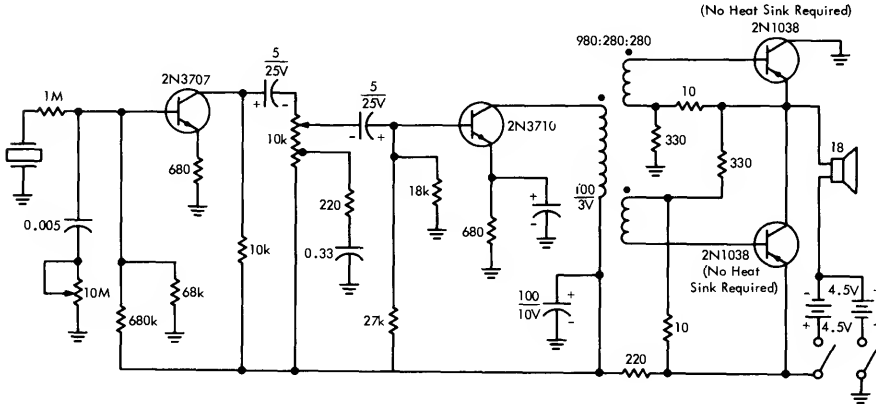 (No Heat Sink Required)
2N1038
980:280:280
5
25V
2N3707
+
-
1M
5
25V
10
-
+
2N3710
10k
330
18
680
330
220
18k
100
3V
+
0.005
10k
0.33
680
2N1038
(No Heat
Sink Required)
10M
68k
-
4.5V
-
100
10V
+
-
+
4.5V
+
680k
27k
10
220